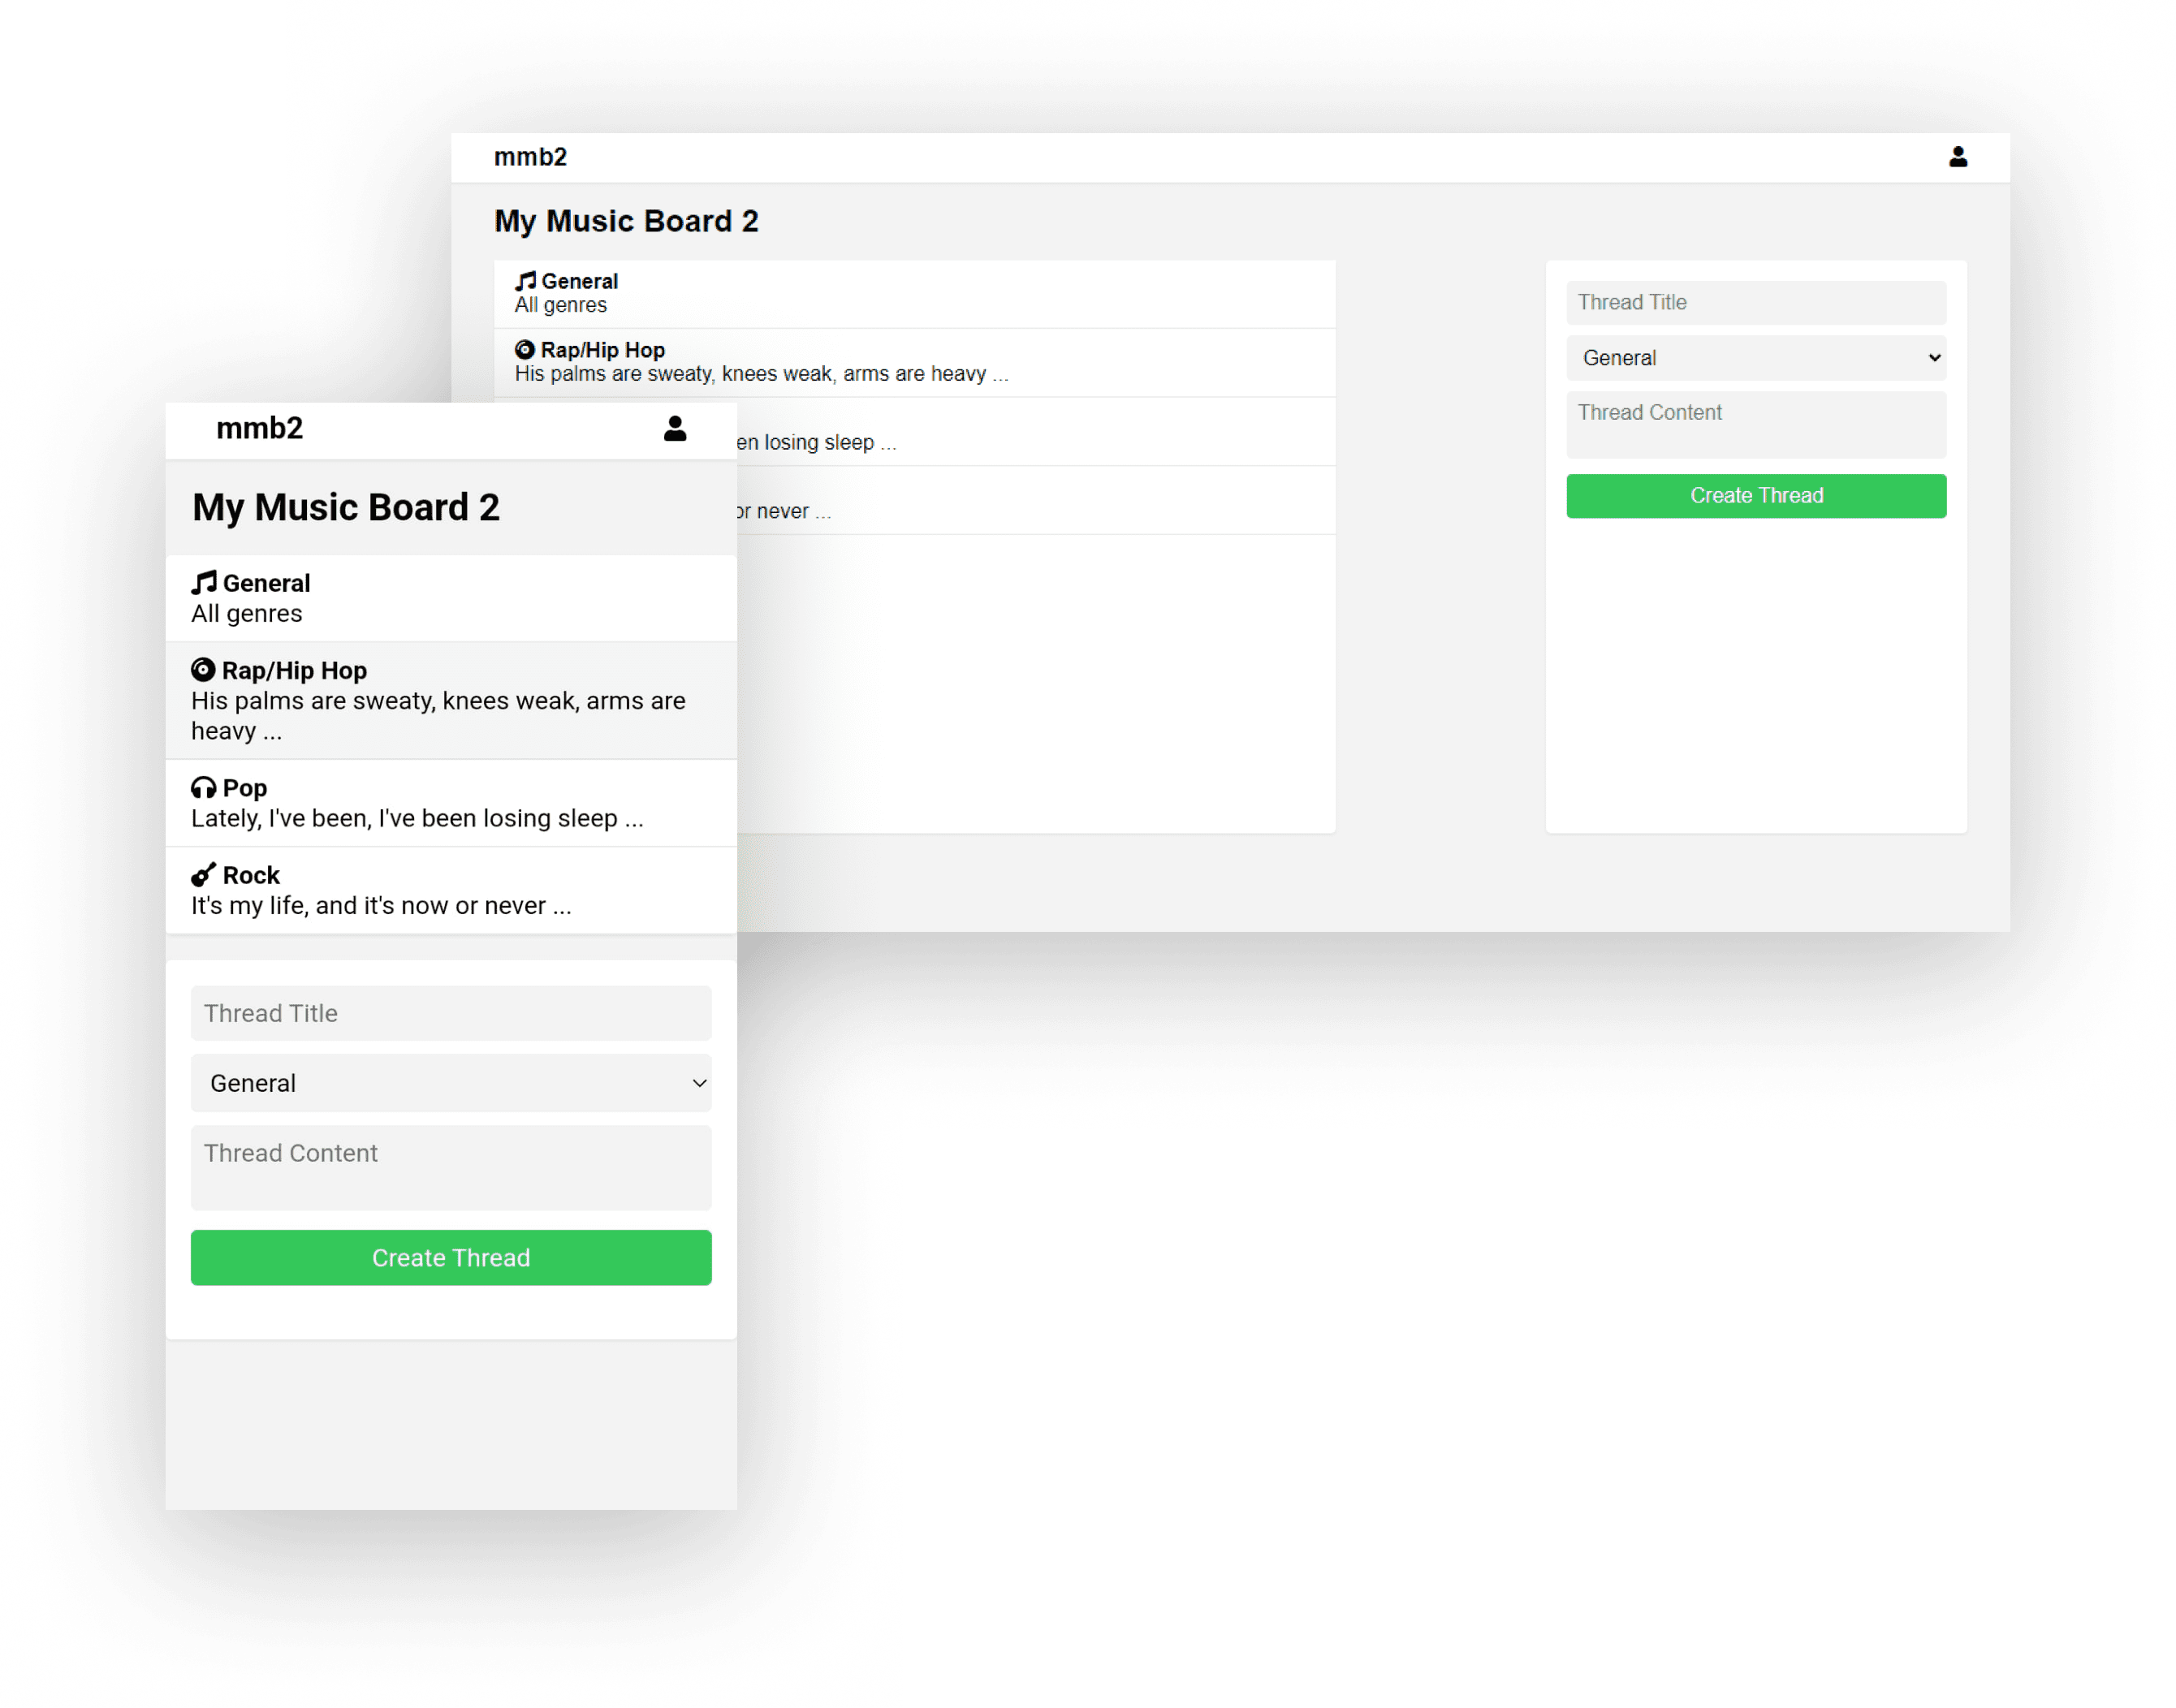 mmb2
My Music Board 2
General
All genres
Rap/Hip Hop
His palms are sweaty, knees weak, arms are heavy ...
en losing sleep ...
or never ...
Thread Title
General
Thread Content
Create Thread
mmb2
My Music Board 2
General
All genres
Rap/Hip Hop
His palms are sweaty, knees weak, arms are
heavy ...
Pop
Lately, I've been, I've been losing sleep ...
Rock
It's my life, and it's now or never ...
Thread Title
General
Thread Content
Create Thread